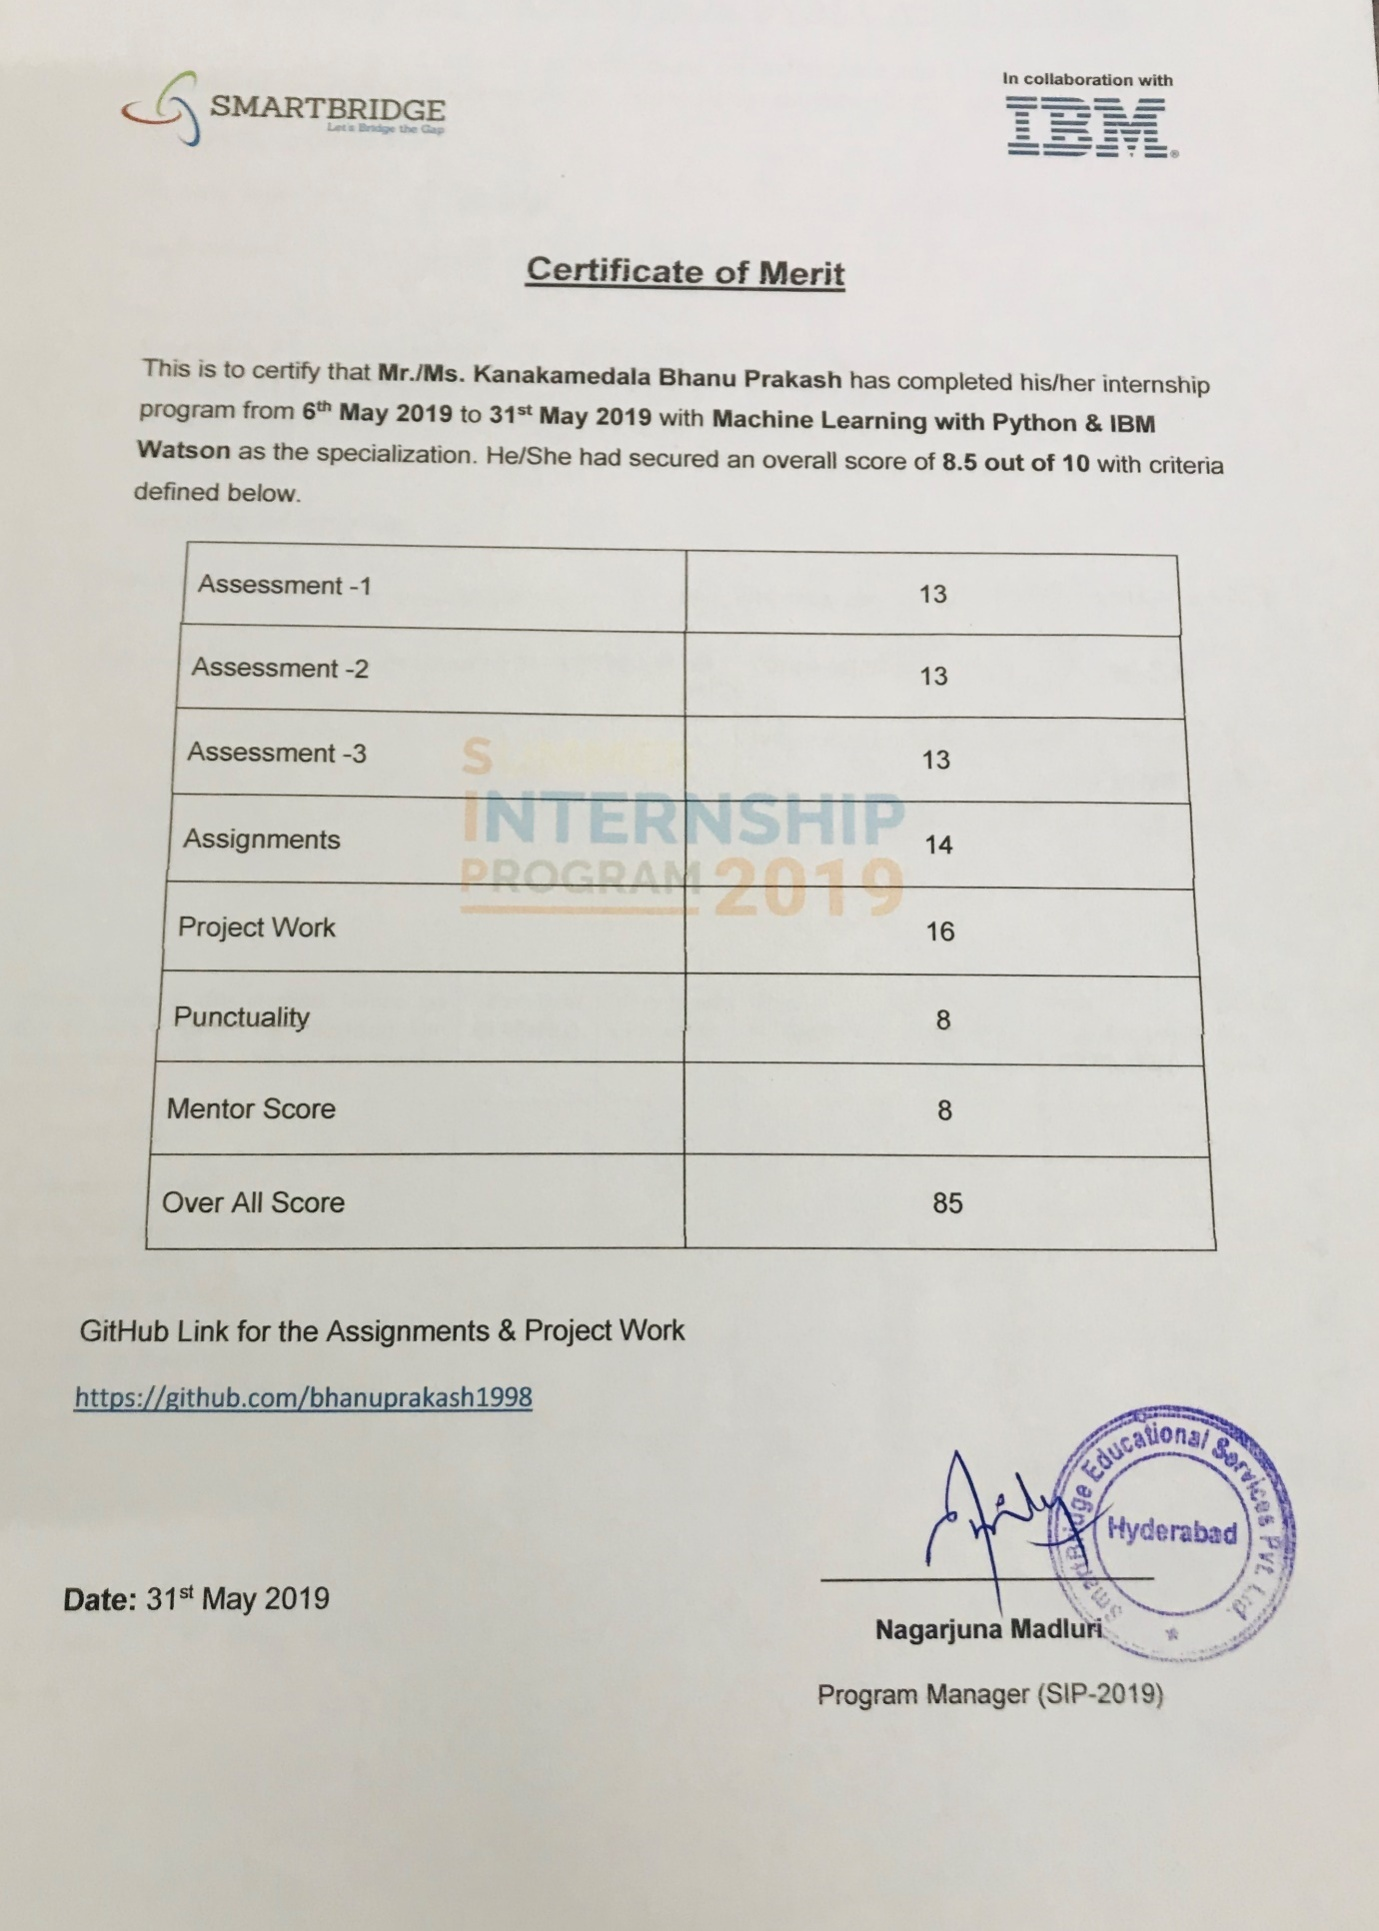 SMARTBRIDGE
Let's Bridge the Gap
In collaboration with
IBM®
Certificate of Merit
This is to certify that Mr./Ms. Kanakamedala Bhanu Prakash has completed his/her internship
program from 6th May 2019 to 31st May 2019 with Machine Learning with Python & IBM
Watson as the specialization. He/She had secured an overall score of 8.5 out of 10 with criteria
defined below.
Assessment -1 13
Assessment -2 13
Assessment -3 13
Assignments 14
Project Work 16
Punctuality 8
Mentor Score 8
Over All Score 85
SUMMER
INTERNSHIP
PROGRAM 2019
GitHub Link for the Assignments & Project Work
https://github.com/bhanuprakash1998
SmartBridge Educational Services Pvt. Ltd.
Hyderabad
Date: 31st May 2019
Nagarjuna Madluri
Program Manager (SIP-2019)